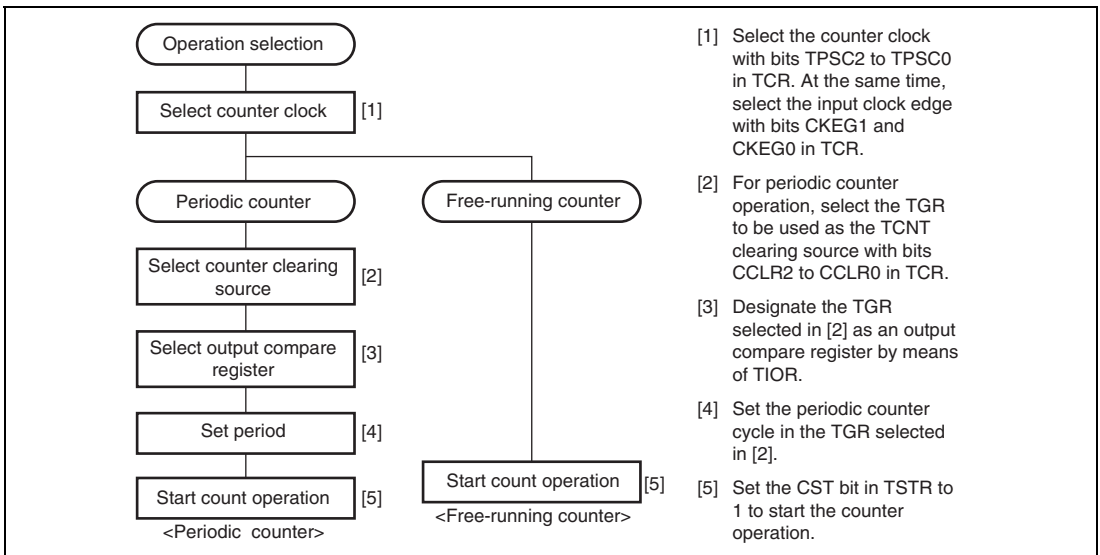 Operation selection
Select counter clock [1]
Periodic counter
Free-running counter
Select counter clearing
source
[2]
Select output compare
register
[3]
Set period [4]
Start count operation [5]
<Periodic counter>
Start count operation [5]
<Free-running counter>
[1] Select the counter clock
with bits TPSC2 to TPSC0
in TCR. At the same time,
select the input clock edge
with bits CKEG1 and
CKEG0 in TCR.
[2] For periodic counter
operation, select the TGR
to be used as the TCNT
clearing source with bits
CCLR2 to CCLR0 in TCR.
[3] Designate the TGR
selected in [2] as an output
compare register by means
of TIOR.
[4] Set the periodic counter
cycle in the TGR selected
in [2].
[5] Set the CST bit in TSTR to
1 to start the counter
operation.